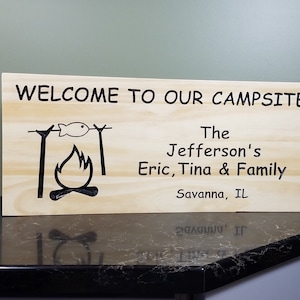 WELCOME TO OUR CAMPSITE
The
Jefferson's
Eric, Tina & Family
Savanna, IL